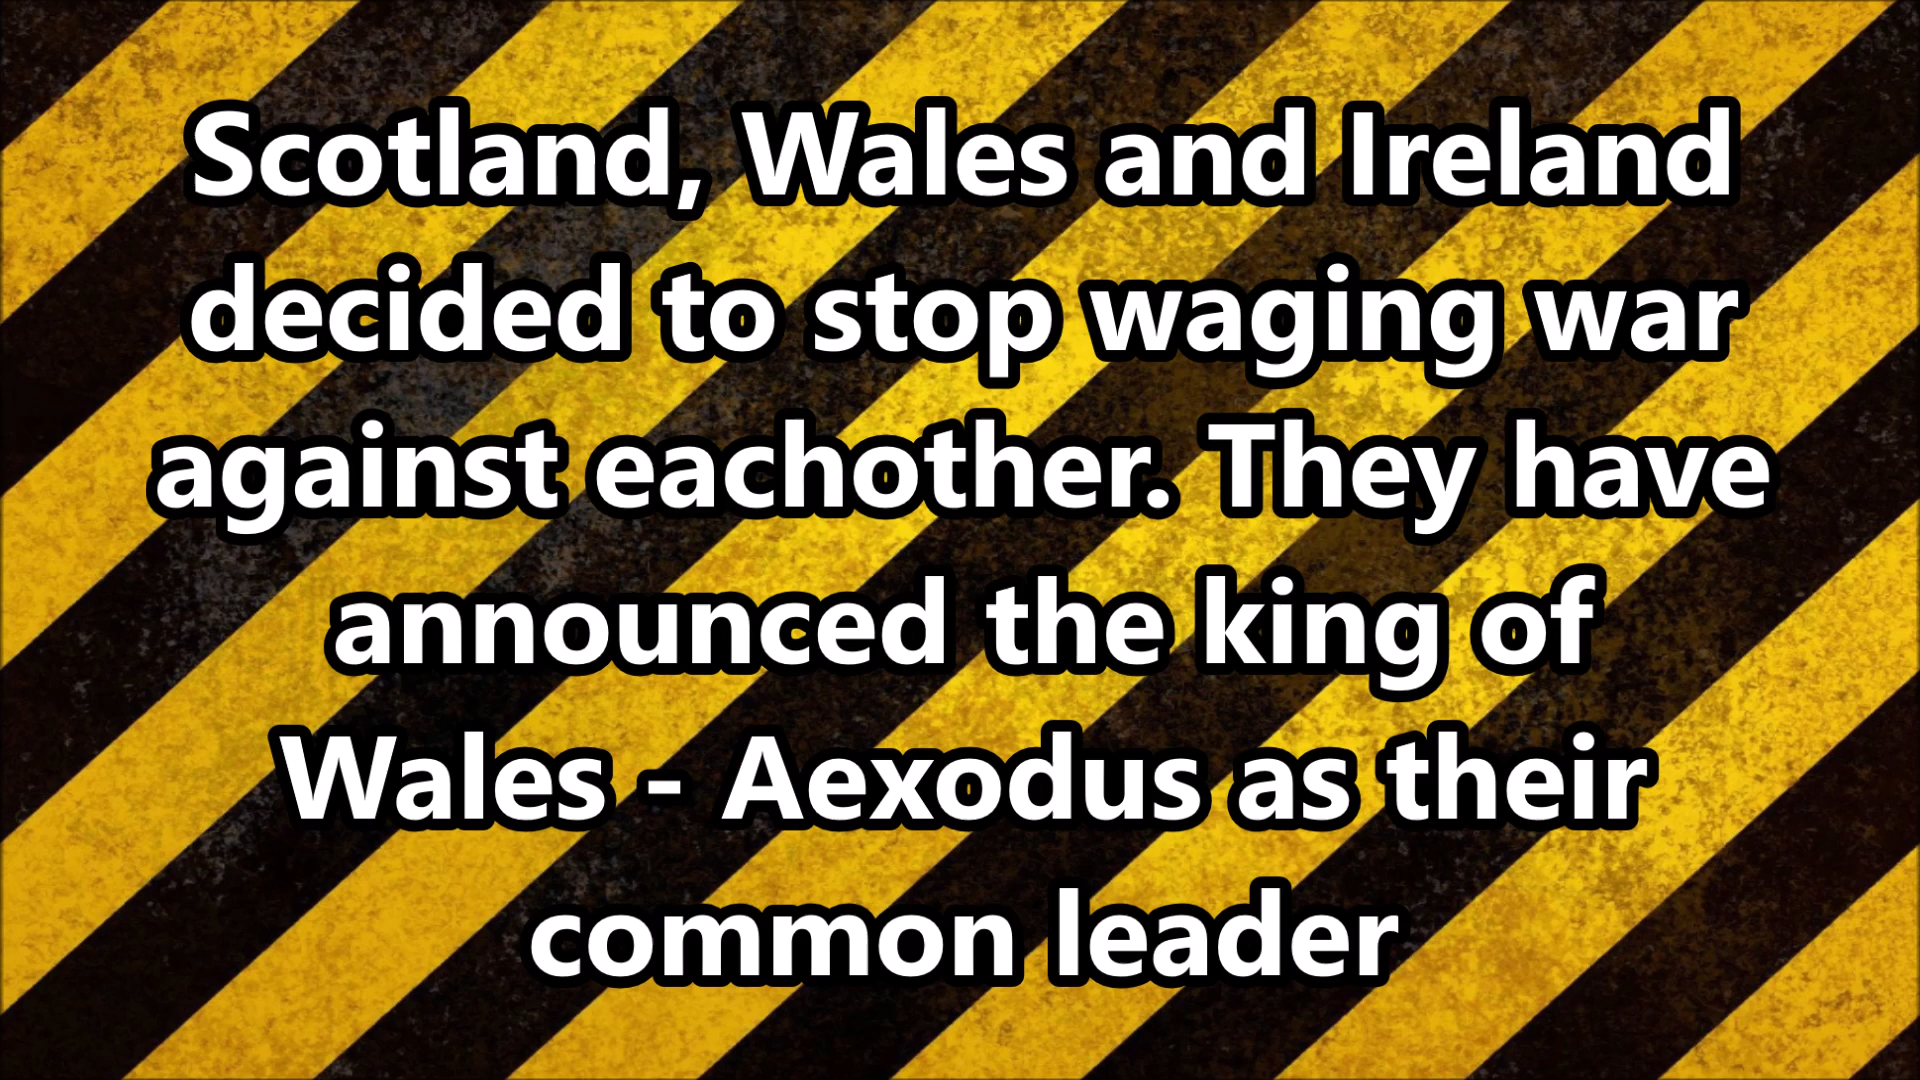 Scotland, Wales and Ireland
decided to stop waging war
against eachother. They have
announced the king of
Wales - Aexodus as their
common leader